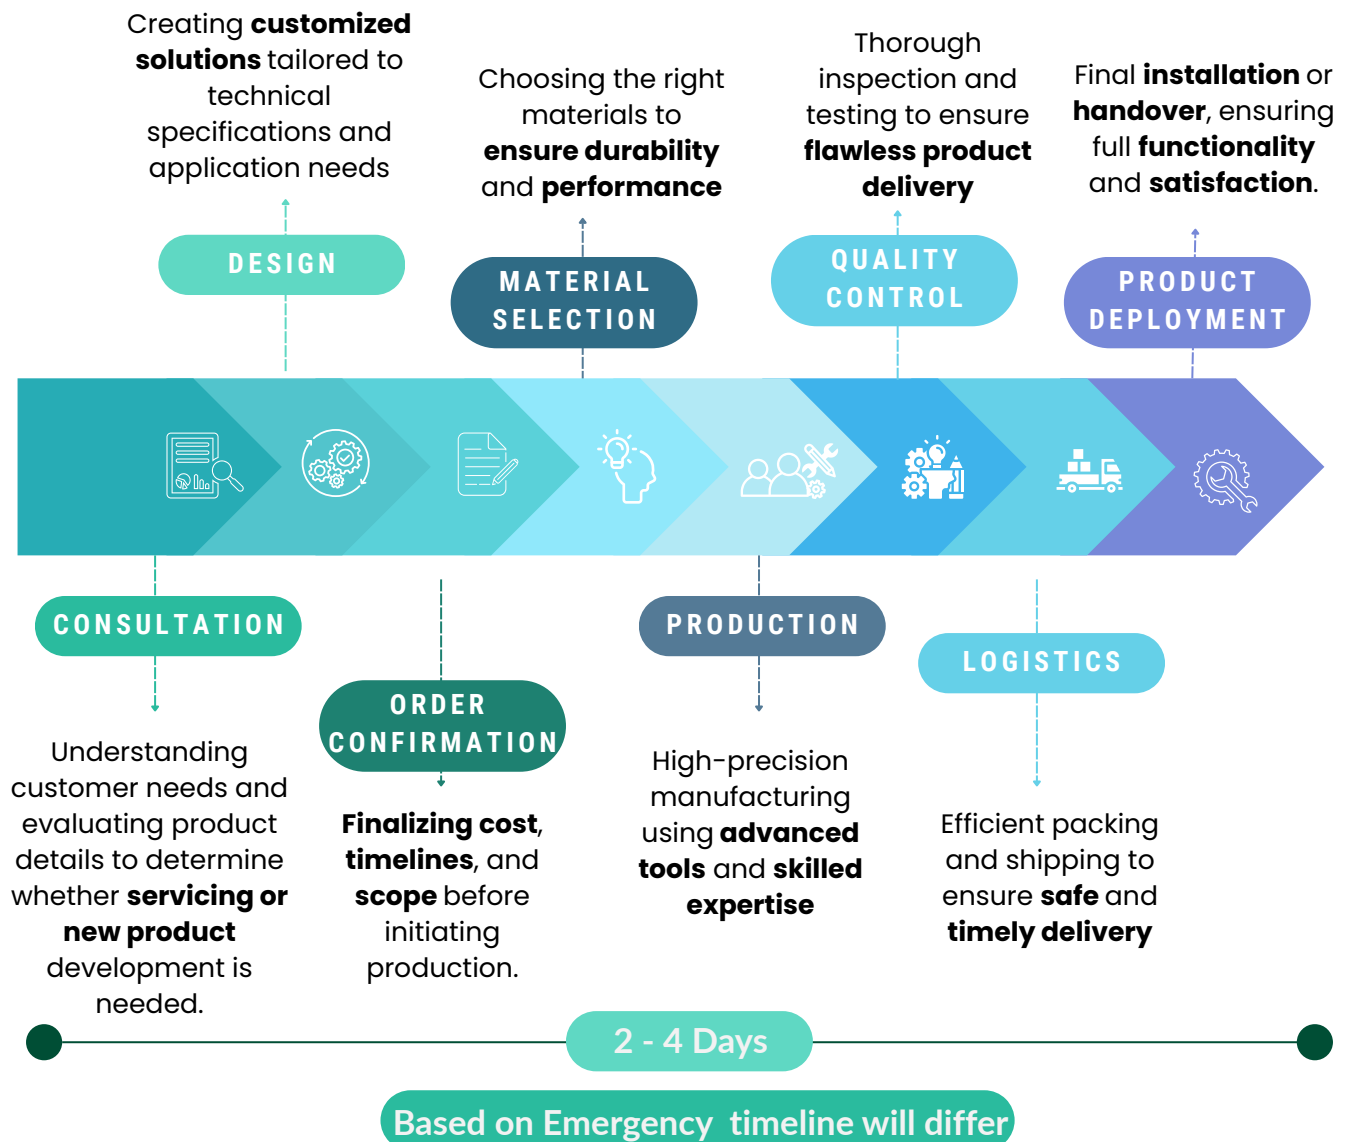 Creating customized
solutions tailored to
technical
specifications and
application needs
DESIGN
Choosing the right
materials to
ensure durability
and performance
MATERIAL
SELECTION
Thorough
inspection and
testing to ensure
flawless product
delivery
QUALITY
CONTROL
Final installation or
handover, ensuring
full functionality
and satisfaction.
PRODUCT
DEPLOYMENT
CONSULTATION
Understanding
customer needs and
evaluating product
details to determine
whether servicing or
new product
development is
needed.
ORDER
CONFIRMATION
Finalizing cost,
timelines, and
scope before
initiating
production.
PRODUCTION
High-precision
manufacturing
using advanced
tools and skilled
expertise
LOGISTICS
Efficient packing
and shipping to
ensure safe and
timely delivery
2 - 4 Days
Based on Emergency timeline will differ